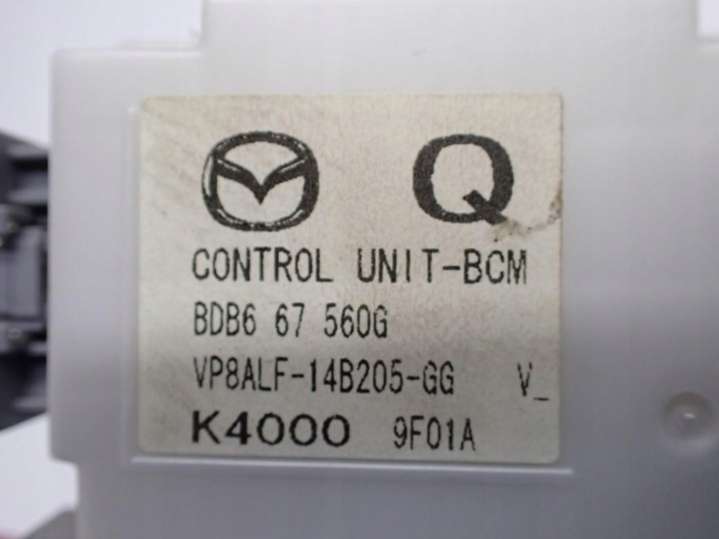 Q
CONTROL UNIT-BCM
BDB6 67 560G
VP8ALF-14B205-GG V_
K4000 9F01A